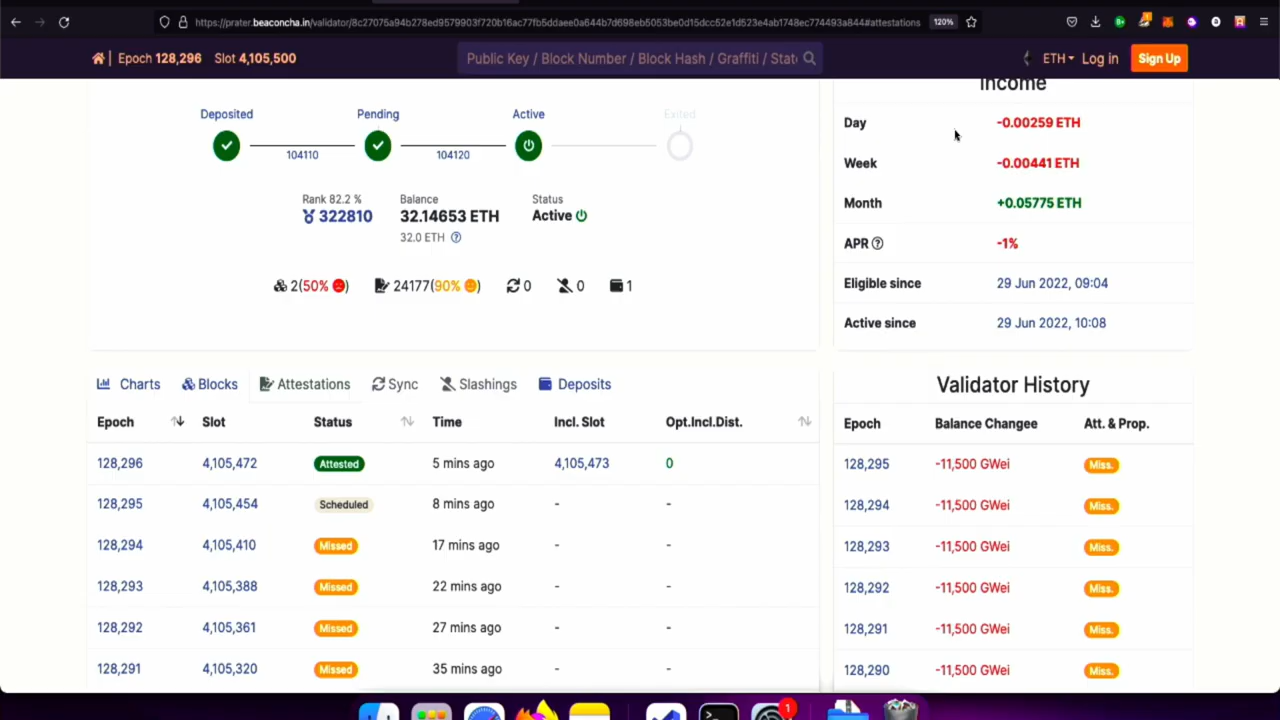 https://prater.beaconcha.in/validator/8c27075a94b278ed9579903f720b16ac77fb5ddaee0a644b7d698eb5053be0d15dcc52e1d523e4ab1748ec774493a844#attestations 120%
Epoch 128,296 Slot 4,105,500 Public Key / Block Number / Block Hash / Graffiti / State ETH Log in Sign Up
Income
Deposited Pending Active Exited
104110 104120
Rank 82.2 % Balance Status
322810 32.14653 ETH Active
32.0 ETH
2(50% ) 24177(90% ) 0 0 1
Day -0.00259 ETH
Week -0.00441 ETH
Month +0.05775 ETH
APR -1%
Eligible since 29 Jun 2022, 09:04
Active since 29 Jun 2022, 10:08
Charts Blocks Attestations Sync Slashings Deposits
Epoch Slot Status Time Incl. Slot Opt.Incl.Dist.
128,296 4,105,472 Attested 5 mins ago 4,105,473 0
128,295 4,105,454 Scheduled 8 mins ago - -
128,294 4,105,410 Missed 17 mins ago - -
128,293 4,105,388 Missed 22 mins ago - -
128,292 4,105,361 Missed 27 mins ago - -
128,291 4,105,320 Missed 35 mins ago - -
Validator History
Epoch Balance Changee Att. & Prop.
128,295 -11,500 GWei Miss.
128,294 -11,500 GWei Miss.
128,293 -11,500 GWei Miss.
128,292 -11,500 GWei Miss.
128,291 -11,500 GWei Miss.
128,290 -11,500 GWei Miss.
1